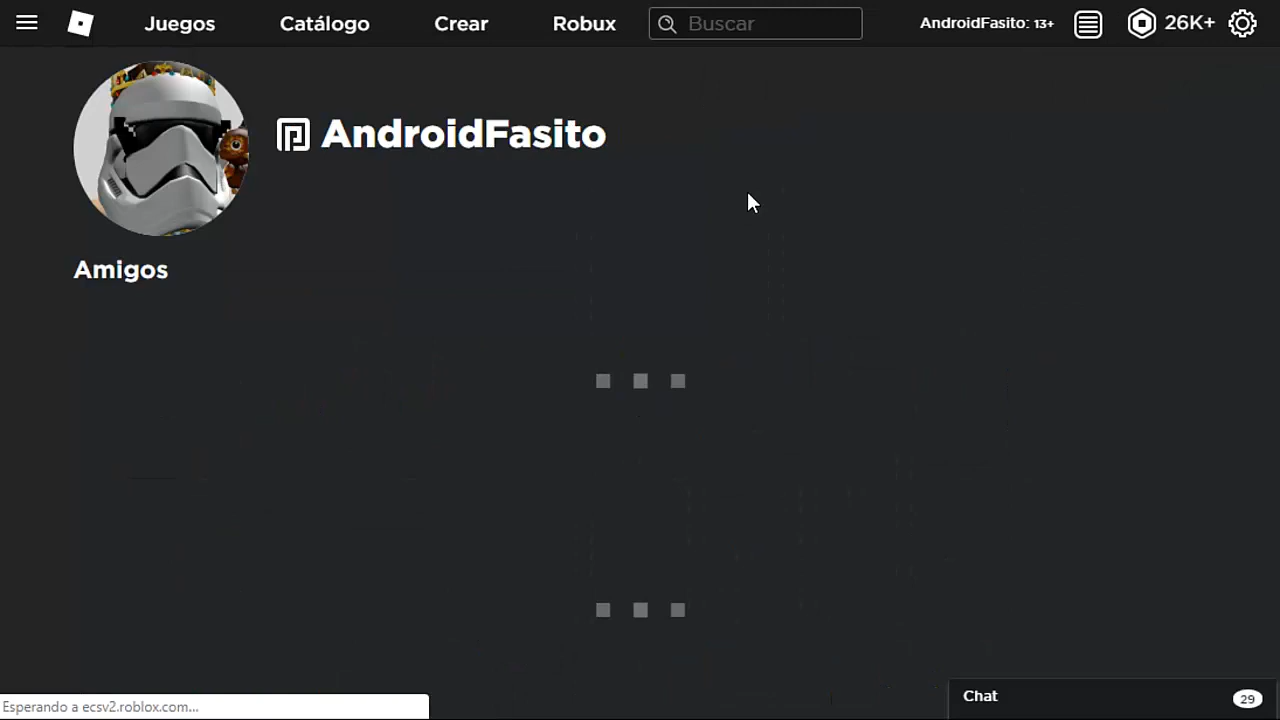 Juegos Catálogo Crear Robux Buscar AndroidFasito: 13+ 26K+
AndroidFasito
Amigos
Esperando a ecsv2.roblox.com...
Chat 29